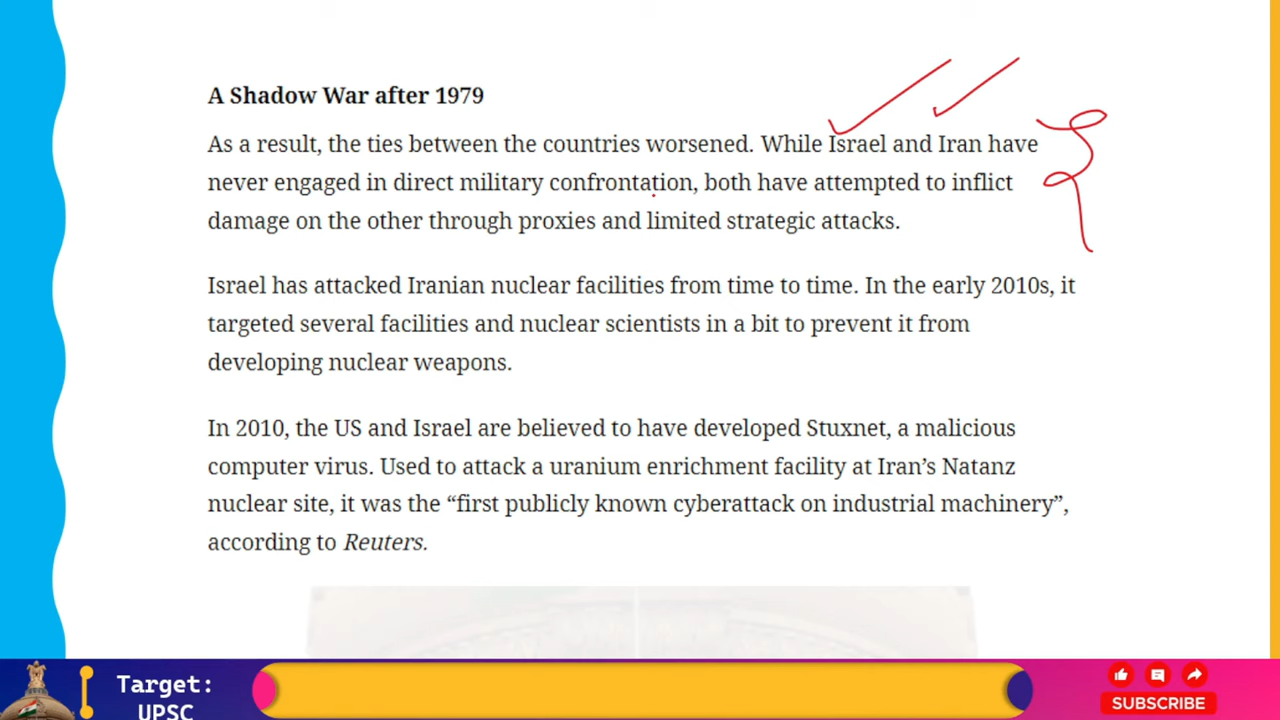 A Shadow War after 1979
As a result, the ties between the countries worsened. While Israel and Iran have
never engaged in direct military confrontation, both have attempted to inflict
damage on the other through proxies and limited strategic attacks.
Israel has attacked Iranian nuclear facilities from time to time. In the early 2010s, it
targeted several facilities and nuclear scientists in a bit to prevent it from
developing nuclear weapons.
In 2010, the US and Israel are believed to have developed Stuxnet, a malicious
computer virus. Used to attack a uranium enrichment facility at Iran’s Natanz
nuclear site, it was the “first publicly known cyberattack on industrial machinery”,
according to Reuters.
Target:
UPSC
SUBSCRIBE